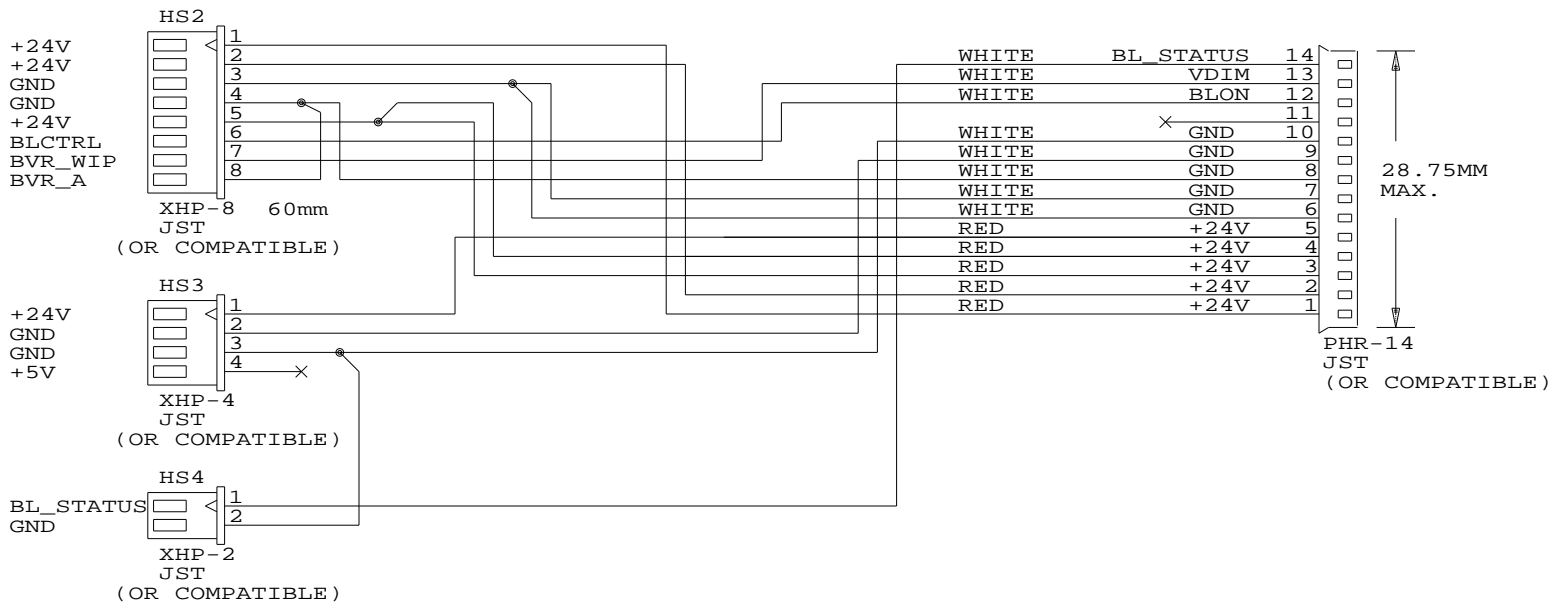 HS2
+24V 1
+24V 2
GND 3
GND 4
+24V 5
BLCTRL 6
BVR_WIP 7
BVR_A 8
XHP-8 60mm
JST
(OR COMPATIBLE)
HS3
+24V 1
GND 2
GND 3
+5V 4
XHP-4
JST
(OR COMPATIBLE)
HS4
BL_STATUS 1
GND 2
XHP-2
JST
(OR COMPATIBLE)
WHITE BL_STATUS 14
WHITE VDIM 13
WHITE BLON 12
11
WHITE GND 10
WHITE GND 9
WHITE GND 8
WHITE GND 7
WHITE GND 6
RED +24V 5
RED +24V 4
RED +24V 3
RED +24V 2
RED +24V 1
28.75MM
MAX.
PHR-14
JST
(OR COMPATIBLE)